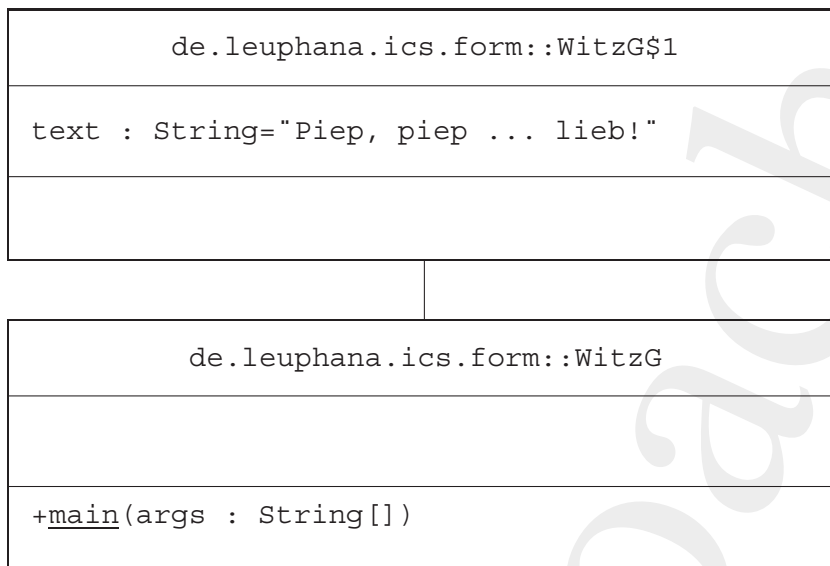 de.leuphana.ics.form::WitzG$1
text : String="Piep, piep ... lieb!"
de.leuphana.ics.form::WitzG
+main(args : String[])